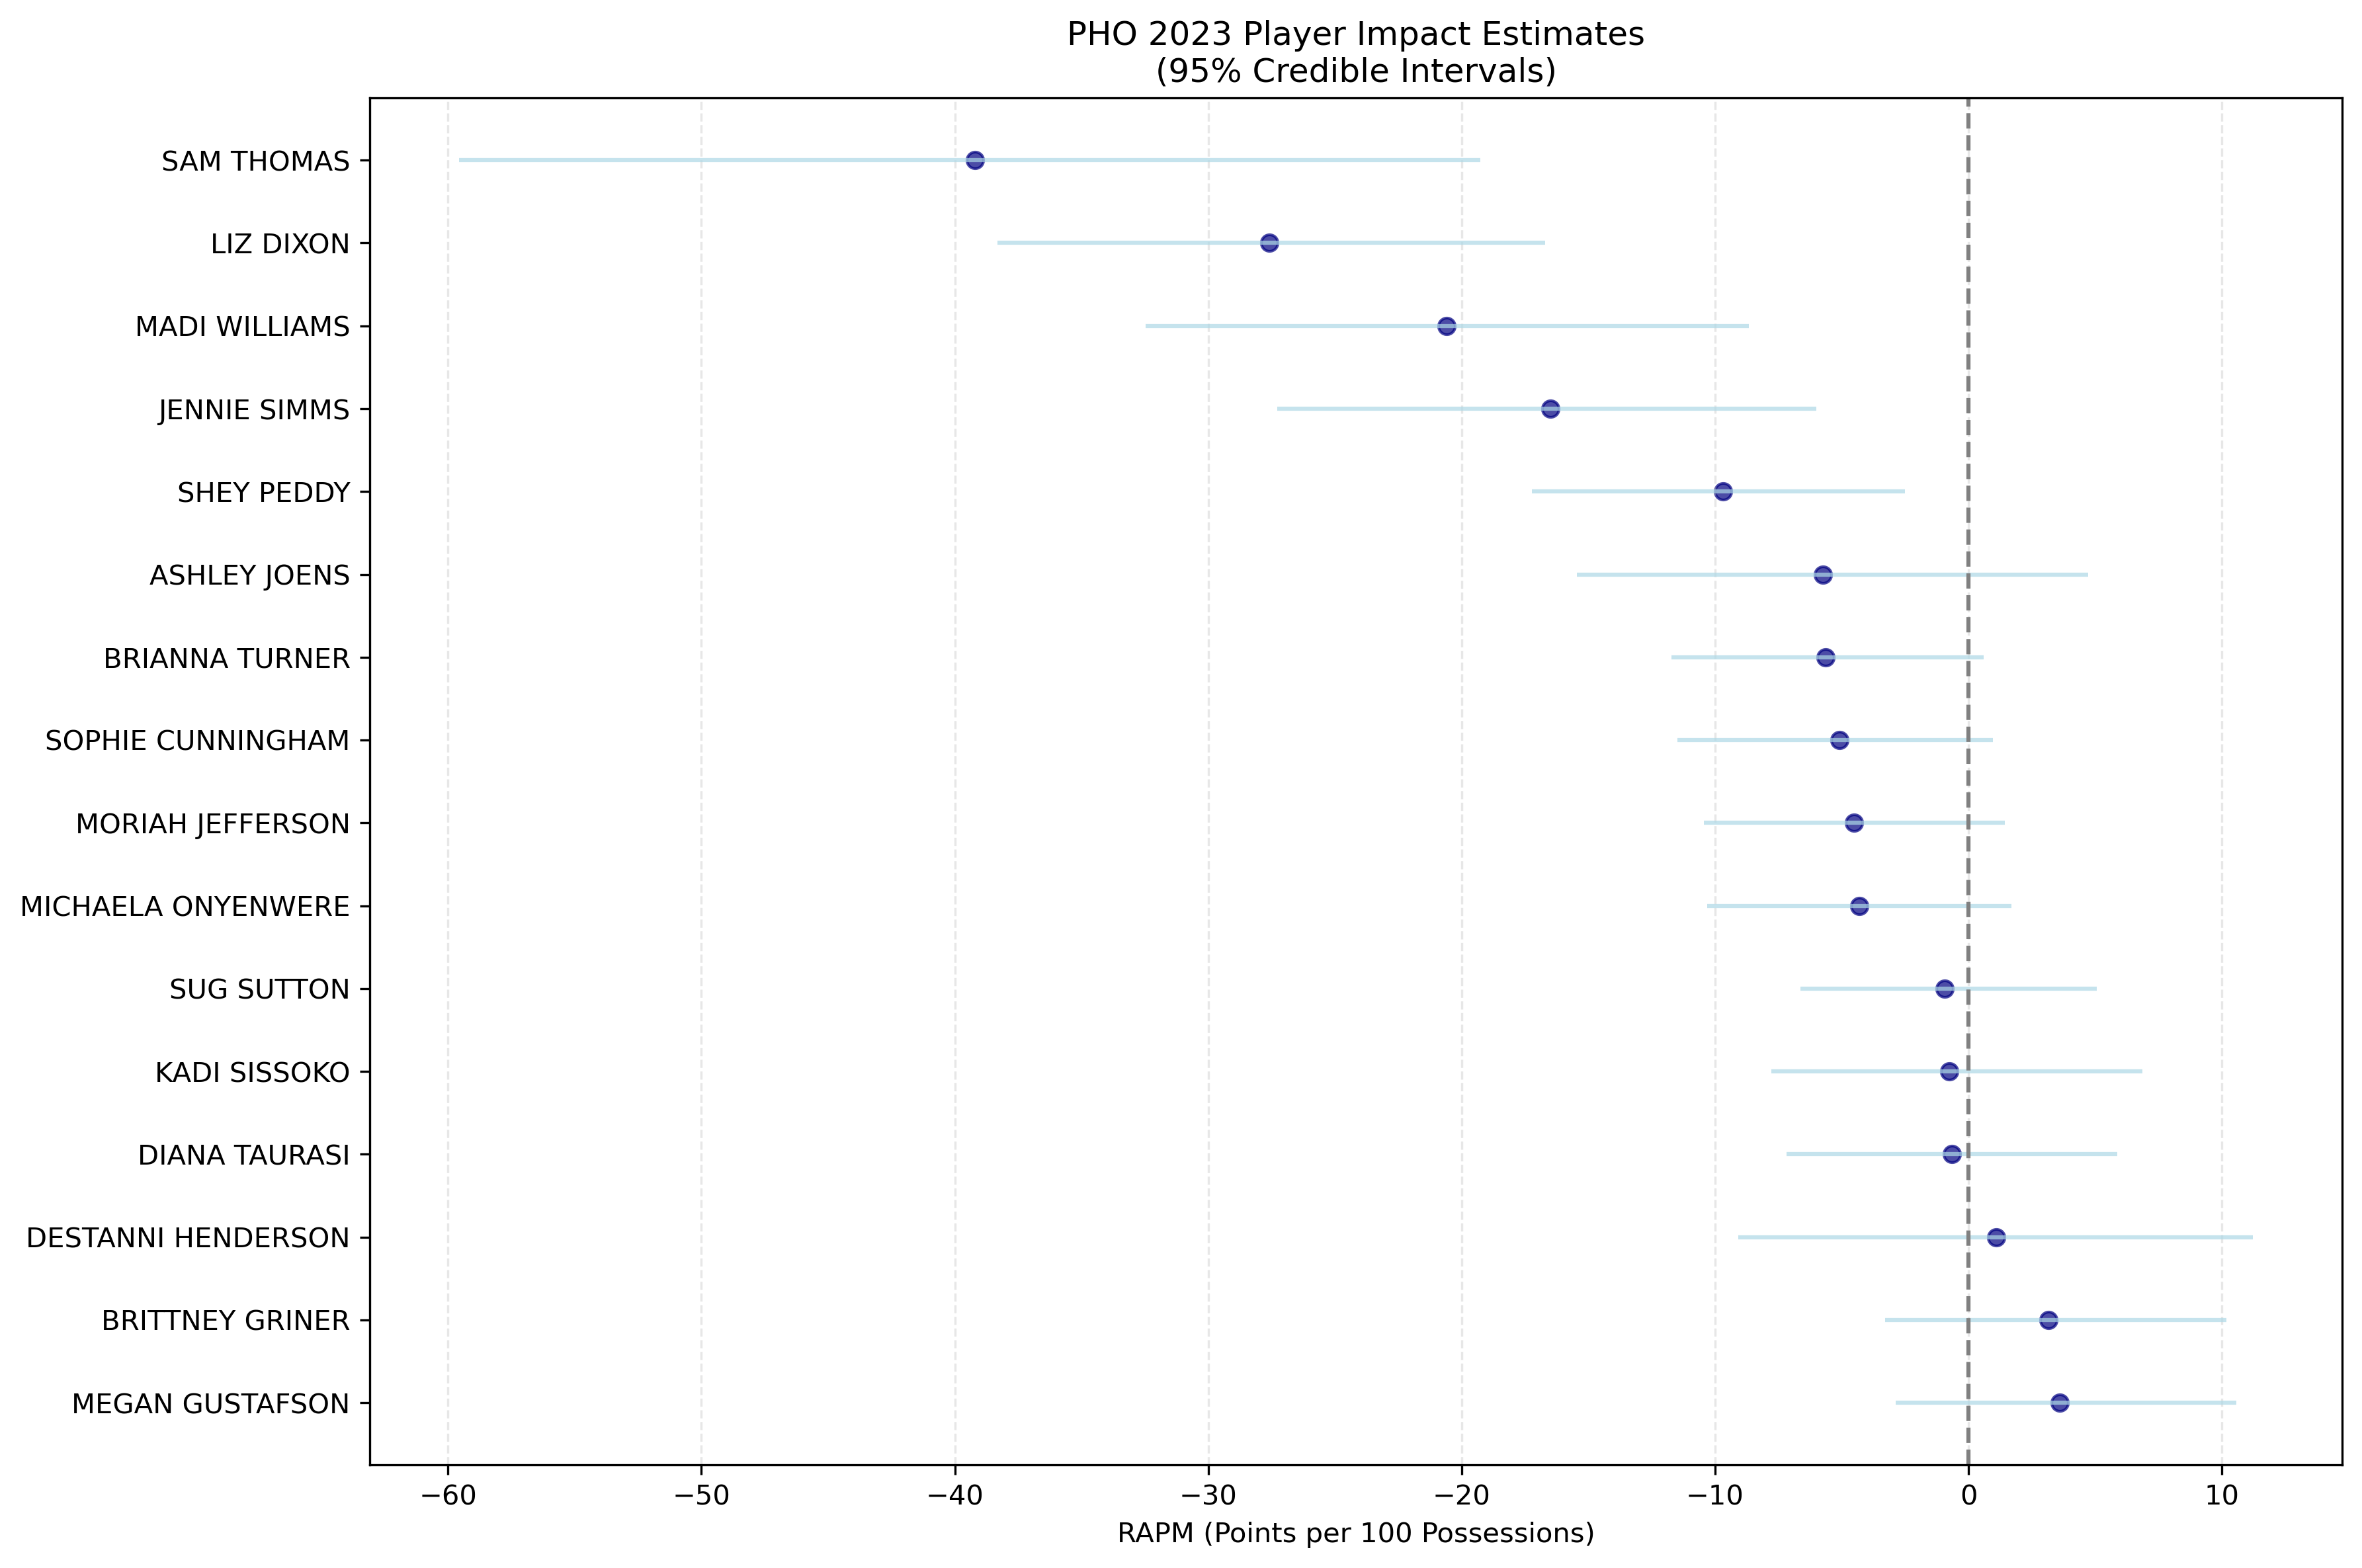 PHO 2023 Player Impact Estimates
(95% Credible Intervals)
SAM THOMAS
LIZ DIXON
MADI WILLIAMS
JENNIE SIMMS
SHEY PEDDY
ASHLEY JOENS
BRIANNA TURNER
SOPHIE CUNNINGHAM
MORIAH JEFFERSON
MICHAELA ONYENWERE
SUG SUTTON
KADI SISSOKO
DIANA TAURASI
DESTANNI HENDERSON
BRITTNEY GRINER
MEGAN GUSTAFSON
−60 −50 −40 −30 −20 −10 0 10
RAPM (Points per 100 Possessions)